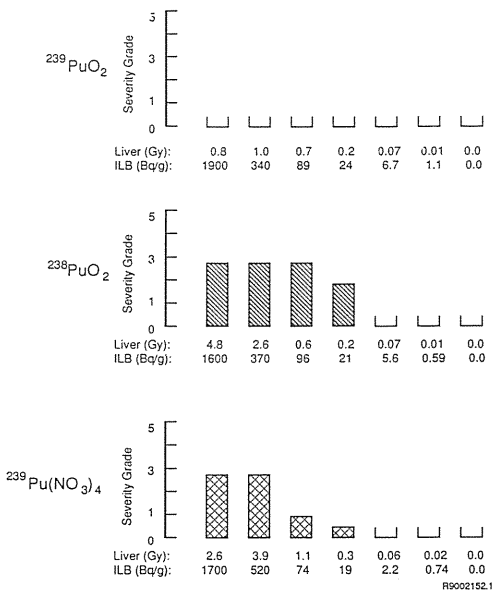 5
3
1
0
Severity Grade
²³⁹PuO₂
Liver (Gy): 0.8 1.0 0.7 0.2 0.07 0.01 0.0
ILB (Bq/g): 1900 340 89 24 6.7 1.1 0.0
5
3
1
0
Severity Grade
²³⁸PuO₂
Liver (Gy): 4.8 2.6 0.6 0.2 0.07 0.01 0.0
ILB (Bq/g): 1600 370 96 21 5.6 0.59 0.0
5
3
1
0
Severity Grade
²³⁹Pu(NO₃)₄
Liver (Gy): 2.6 3.9 1.1 0.3 0.06 0.02 0.0
ILB (Bq/g): 1700 520 74 19 2.2 0.74 0.0
R9002152.1